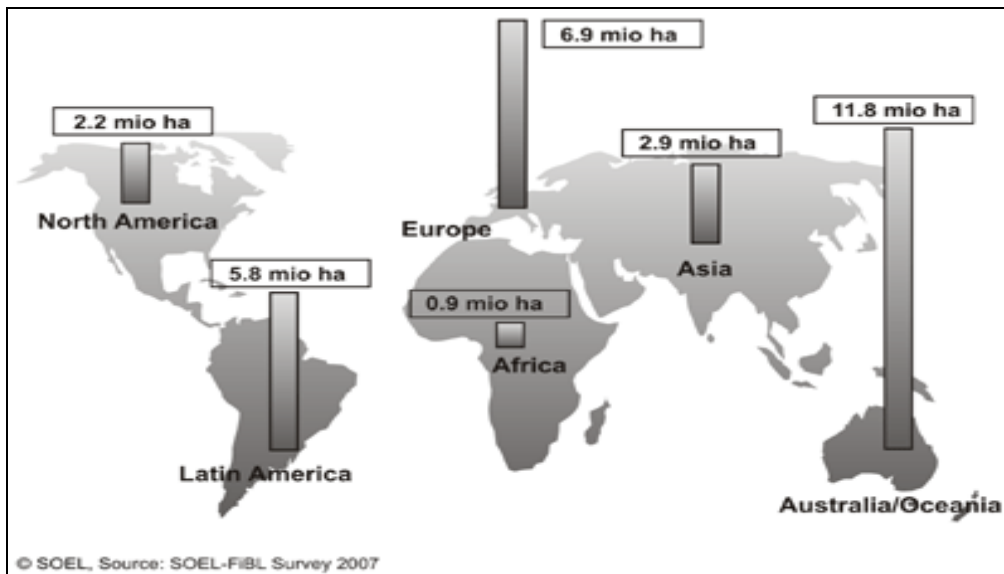 6.9 mio ha
2.2 mio ha
11.8 mio ha
2.9 mio ha
North America
Europe
Asia
5.8 mio ha
0.9 mio ha
Africa
Latin America
Australia/Oceania
© SOEL, Source: SOEL-FiBL Survey 2007